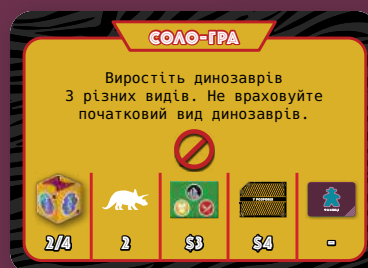 СОЛО-ГРА
Виростіть динозаврів
3 різних видів. Не враховуйте
початковий вид динозаврів.
2/4 2 $3 $4 -